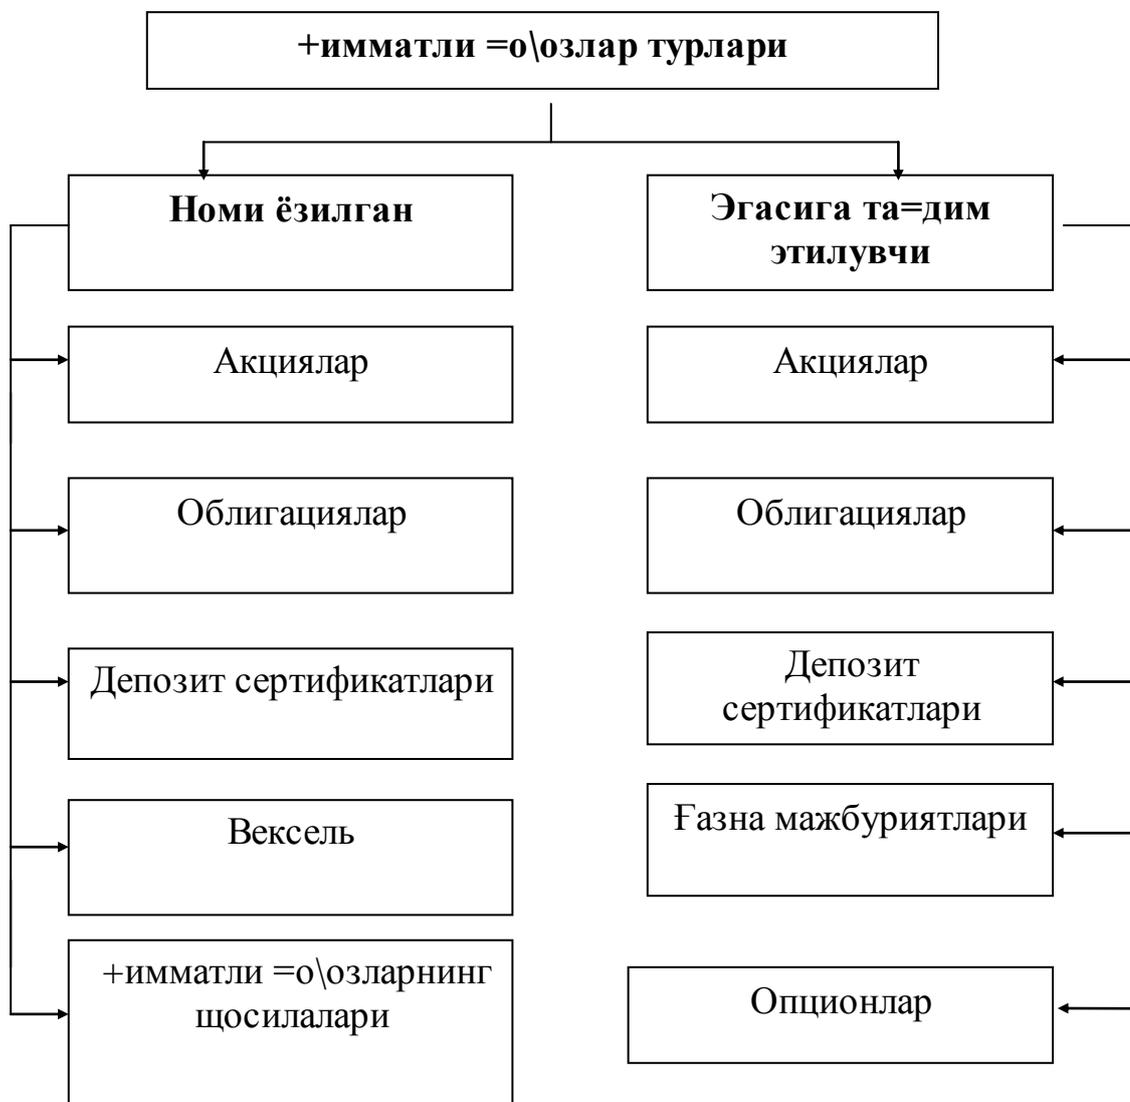 +имматли =о\озлар турлари
Номи ёзилган
Эгасига та=дим
этилувчи
Акциялар
Акциялар
Облигациялар
Облигациялар
Депозит сертификатлари
Депозит
сертификатлари
Вексель
Ғазна мажбуриятлари
+имматли =о\озларнинг
щосилалари
Опционлар